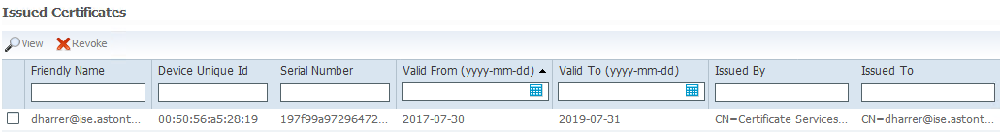 Issued Certificates
View Revoke
Friendly Name Device Unique Id Serial Number Valid From (yyyy-mm-dd) Valid To (yyyy-mm-dd) Issued By Issued To
dharrer@ise.astont... 00:50:56:a5:28:19 197f99a97296472... 2017-07-30 2019-07-31 CN=Certificate Services... CN=dharrer@ise.astont...